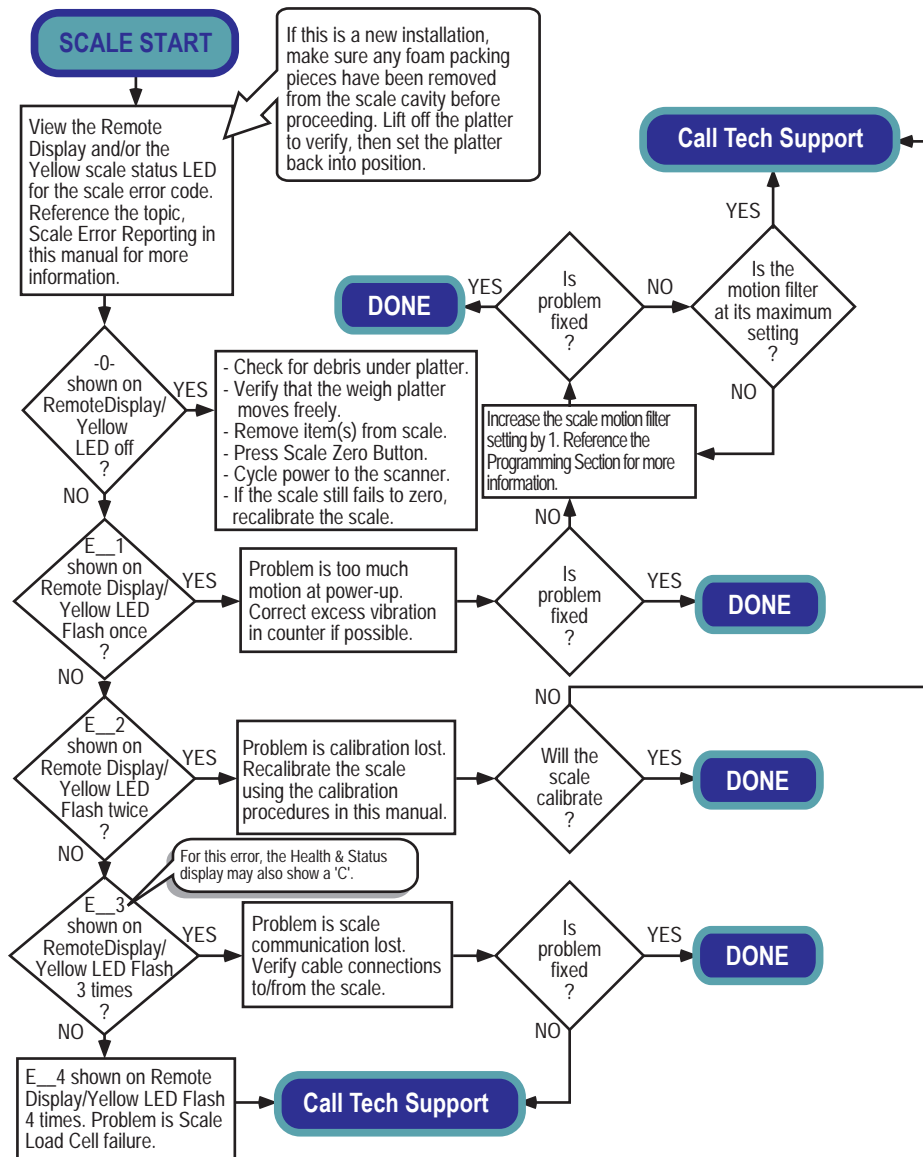 SCALE START
If this is a new installation,
make sure any foam packing
pieces have been removed
from the scale cavity before
proceeding. Lift off the platter
to verify, then set the platter
back into position.
View the Remote
Display and/or the
Yellow scale status LED
for the scale error code.
Reference the topic,
Scale Error Reporting in
this manual for more
information.
Call Tech Support
YES
Is the
motion filter
at its maximum
setting
?
NO
NO
Is
problem
fixed
?
YES
DONE
-0-
shown on
RemoteDisplay/
Yellow
LED off
?
YES
- Check for debris under platter.
- Verify that the weigh platter
moves freely.
- Remove item(s) from scale.
- Press Scale Zero Button.
- Cycle power to the scanner.
- If the scale still fails to zero,
recalibrate the scale.
Increase the scale motion filter
setting by 1. Reference the
Programming Section for more
information.
NO
NO
E__1
shown on
Remote Display/
Yellow LED
Flash once
?
YES
Problem is too much
motion at power-up.
Correct excess vibration
in counter if possible.
Is
problem
fixed
?
YES
DONE
NO
NO
E__2
shown on
Remote Display/
Yellow LED
Flash twice
?
YES
Problem is calibration lost.
Recalibrate the scale
using the calibration
procedures in this manual.
Will the
scale
calibrate
?
YES
DONE
NO
For this error, the Health & Status
display may also show a 'C'.
E__3
shown on
RemoteDisplay/
Yellow LED Flash
3 times
?
YES
Problem is scale
communication lost.
Verify cable connections
to/from the scale.
Is
problem
fixed
?
YES
DONE
NO
NO
E__4 shown on Remote
Display/Yellow LED Flash
4 times. Problem is Scale
Load Cell failure.
Call Tech Support